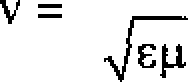 v =
√εμ